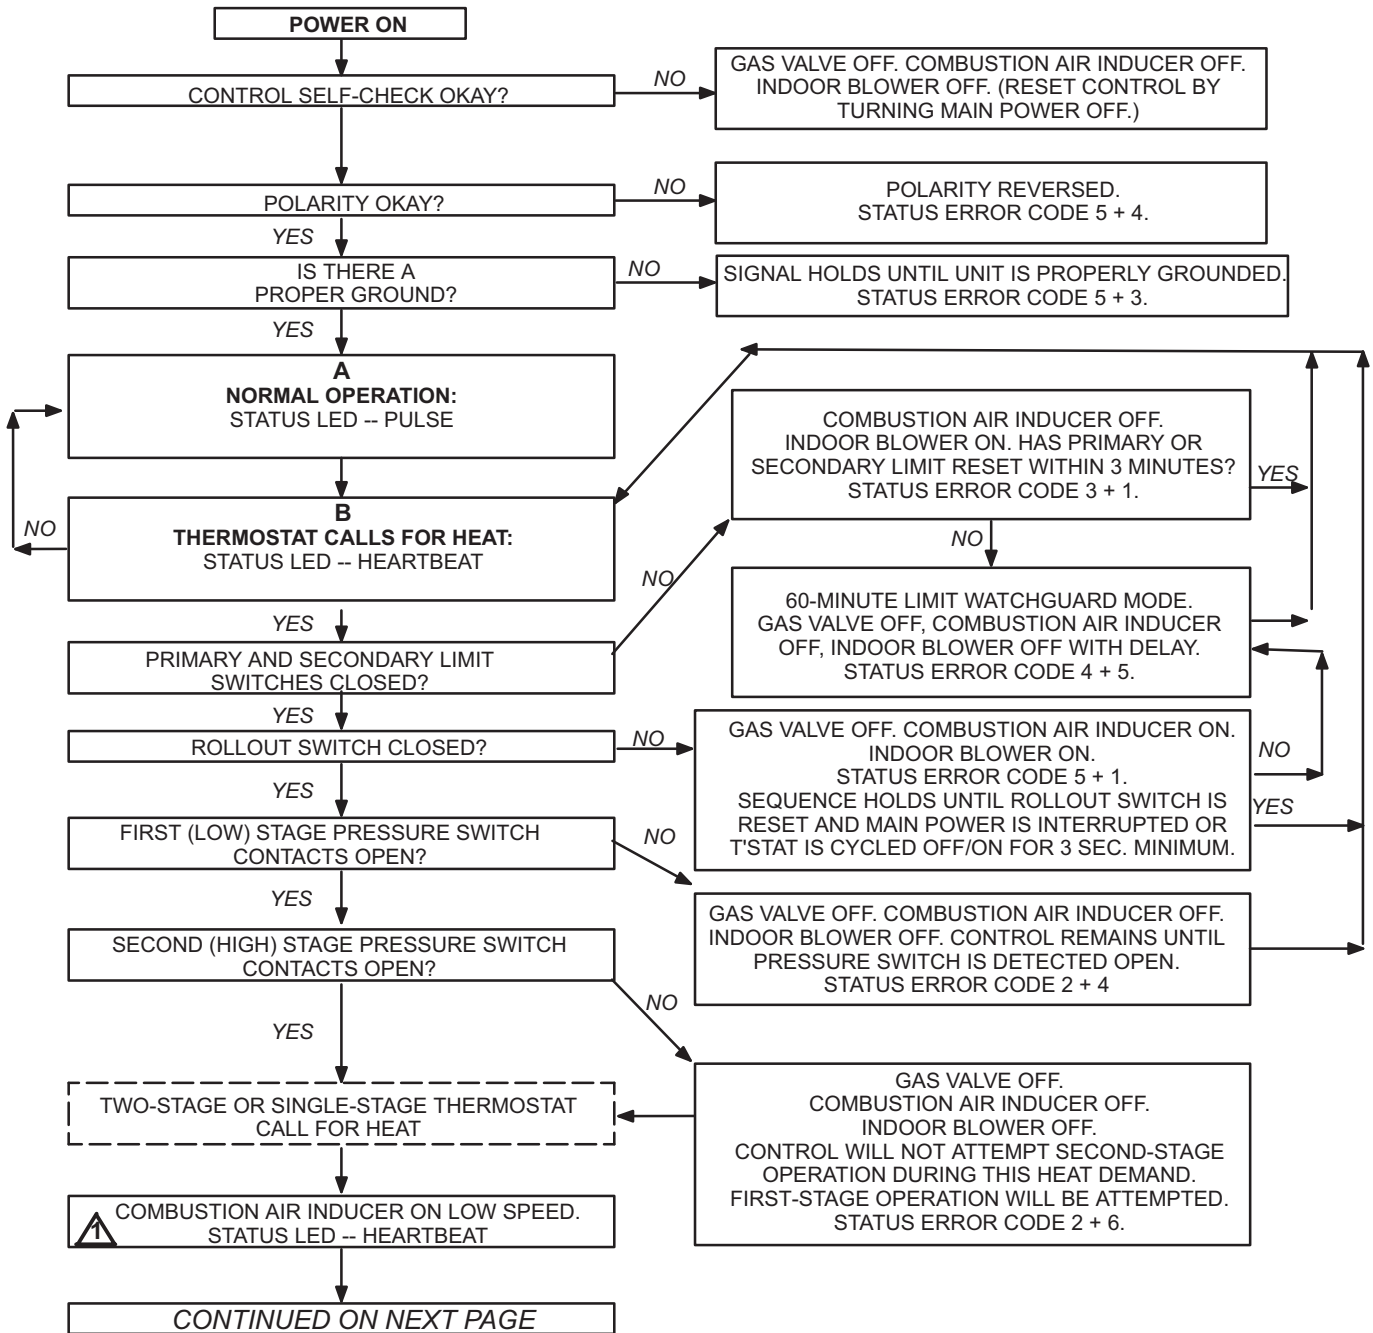 POWER ON
CONTROL SELF-CHECK OKAY?
NO
GAS VALVE OFF. COMBUSTION AIR INDUCER OFF.
INDOOR BLOWER OFF. (RESET CONTROL BY
TURNING MAIN POWER OFF.)
POLARITY OKAY?
NO
POLARITY REVERSED.
STATUS ERROR CODE 5 + 4.
YES
IS THERE A
PROPER GROUND?
NO
SIGNAL HOLDS UNTIL UNIT IS PROPERLY GROUNDED.
STATUS ERROR CODE 5 + 3.
YES
A
NORMAL OPERATION:
STATUS LED -- PULSE
B
THERMOSTAT CALLS FOR HEAT:
STATUS LED -- HEARTBEAT
NO
COMBUSTION AIR INDUCER OFF.
INDOOR BLOWER ON. HAS PRIMARY OR
SECONDARY LIMIT RESET WITHIN 3 MINUTES?
STATUS ERROR CODE 3 + 1.
YES
NO
NO
60-MINUTE LIMIT WATCHGUARD MODE.
GAS VALVE OFF, COMBUSTION AIR INDUCER
OFF, INDOOR BLOWER OFF WITH DELAY.
STATUS ERROR CODE 4 + 5.
YES
PRIMARY AND SECONDARY LIMIT
SWITCHES CLOSED?
YES
ROLLOUT SWITCH CLOSED?
NO
GAS VALVE OFF. COMBUSTION AIR INDUCER ON.
INDOOR BLOWER ON.
STATUS ERROR CODE 5 + 1.
SEQUENCE HOLDS UNTIL ROLLOUT SWITCH IS
RESET AND MAIN POWER IS INTERRUPTED OR
T'STAT IS CYCLED OFF/ON FOR 3 SEC. MINIMUM.
NO
YES
YES
FIRST (LOW) STAGE PRESSURE SWITCH
CONTACTS OPEN?
NO
GAS VALVE OFF. COMBUSTION AIR INDUCER OFF.
INDOOR BLOWER OFF. CONTROL REMAINS UNTIL
PRESSURE SWITCH IS DETECTED OPEN.
STATUS ERROR CODE 2 + 4
YES
SECOND (HIGH) STAGE PRESSURE SWITCH
CONTACTS OPEN?
NO
GAS VALVE OFF.
COMBUSTION AIR INDUCER OFF.
INDOOR BLOWER OFF.
CONTROL WILL NOT ATTEMPT SECOND-STAGE
OPERATION DURING THIS HEAT DEMAND.
FIRST-STAGE OPERATION WILL BE ATTEMPTED.
STATUS ERROR CODE 2 + 6.
YES
TWO-STAGE OR SINGLE-STAGE THERMOSTAT
CALL FOR HEAT
1
COMBUSTION AIR INDUCER ON LOW SPEED.
STATUS LED -- HEARTBEAT
CONTINUED ON NEXT PAGE